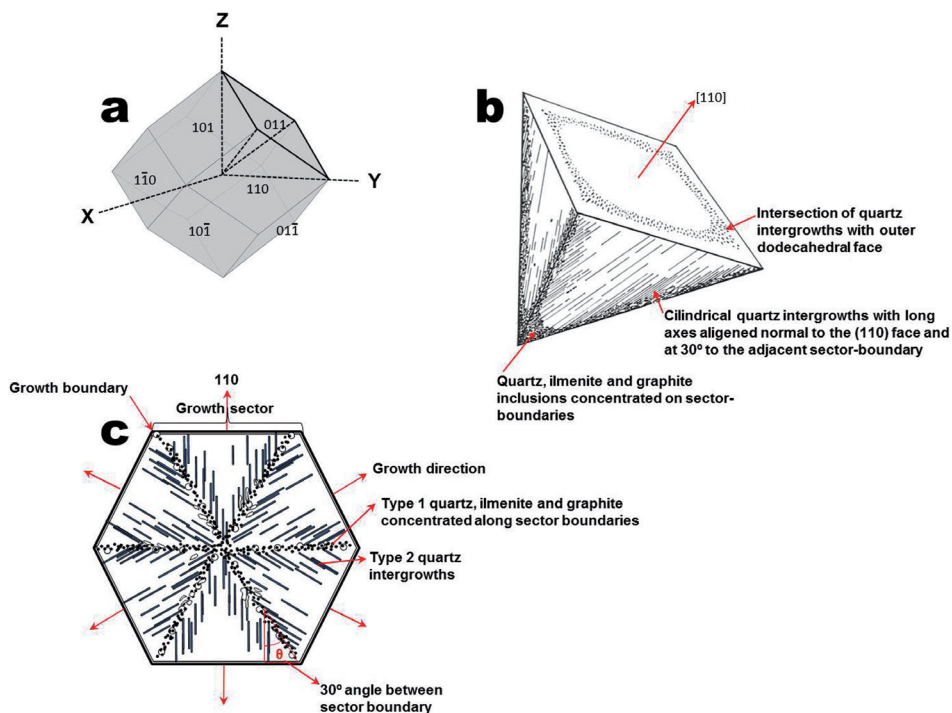 a
Z
101
011
11̅0
110
X
Y
101̅
011̅
b
[110]
Intersection of quartz
intergrowths with outer
dodecahedral face
Cilindrical quartz intergrowths with long
axes aligened normal to the (110) face and
at 30º to the adjacent sector-boundary
Quartz, ilmenite and graphite
inclusions concentrated on sector-
boundaries
c
110
Growth boundary
Growth sector
Growth direction
Type 1 quartz, ilmenite and graphite
concentrated along sector boundaries
Type 2 quartz
intergrowths
θ
30º angle between
sector boundary